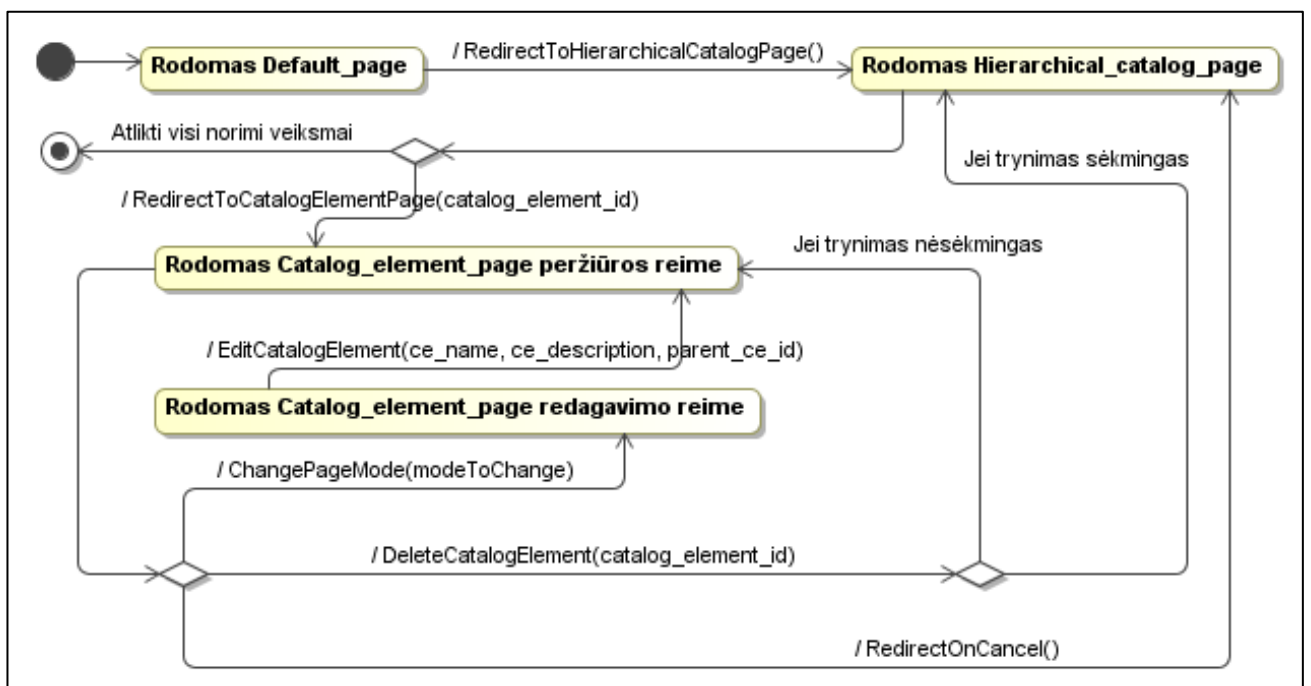 Rodomas Default_page
/ RedirectToHierarchicalCatalogPage()
Rodomas Hierarchical_catalog_page
Atlikti visi norimi veiksmai
Jei trynimas sėkmingas
/ RedirectToCatalogElementPage(catalog_element_id)
Jei trynimas nėsėkmingas
Rodomas Catalog_element_page peržiūros reime
/ EditCatalogElement(ce_name, ce_description, parent_ce_id)
Rodomas Catalog_element_page redagavimo reime
/ ChangePageMode(modeToChange)
/ DeleteCatalogElement(catalog_element_id)
/ RedirectOnCancel()